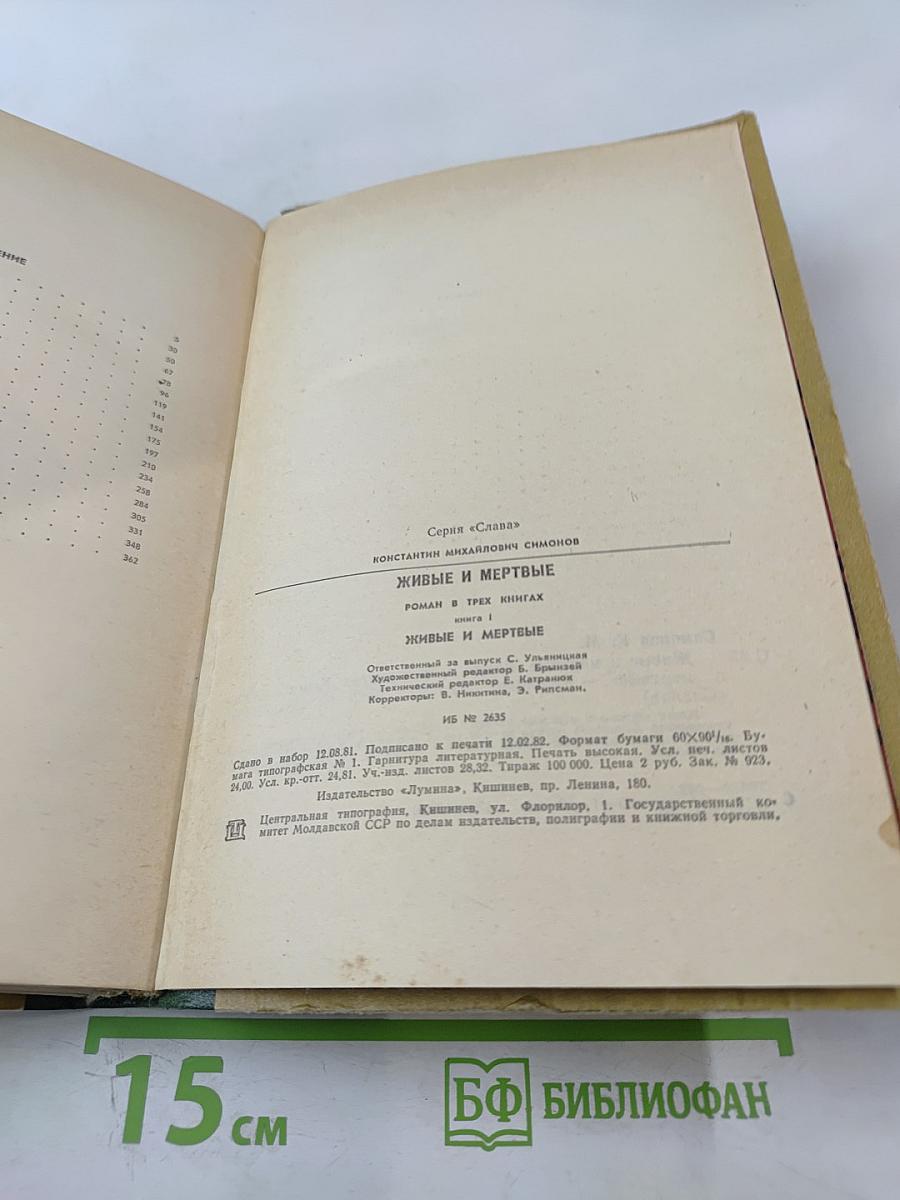 ЕНИЕ
5
30
50
67
78
96
119
141
154
175
197
210
234
258
284
305
331
348
362
Серия «Слава»
КОНСТАНТИН МИХАЙЛОВИЧ СИМОНОВ
ЖИВЫЕ И МЕРТВЫЕ
РОМАН В ТРЕХ КНИГАХ
КНИГА I
ЖИВЫЕ И МЕРТВЫЕ
Ответственный за выпуск С. Ульяницкая
Художественный редактор Б. Брынзей
Технический редактор Е. Катранюк
Корректоры: В. Никитина, Э. Рипсман.
ИБ № 2635
Сдано в набор 12.08.81. Подписано к печати 12.02.82. Формат бумаги 60×90¹/₁₆. Бу-
мага типографская № 1. Гарнитура литературная. Печать высокая. Усл. печ. листов
24,00. Усл. кр.-отт. 24,81. Уч.-изд. листов 28,32. Тираж 100 000. Цена 2 руб. Зак. № 923.
Издательство «Лумина», Кишинев, пр. Ленина, 180.
Центральная типография, Кишинев, ул. Флорилор, 1. Государственный ко-
митет Молдавской ССР по делам издательств, полиграфии и книжной торговли.
15 см
БФ БИБЛИОФАН